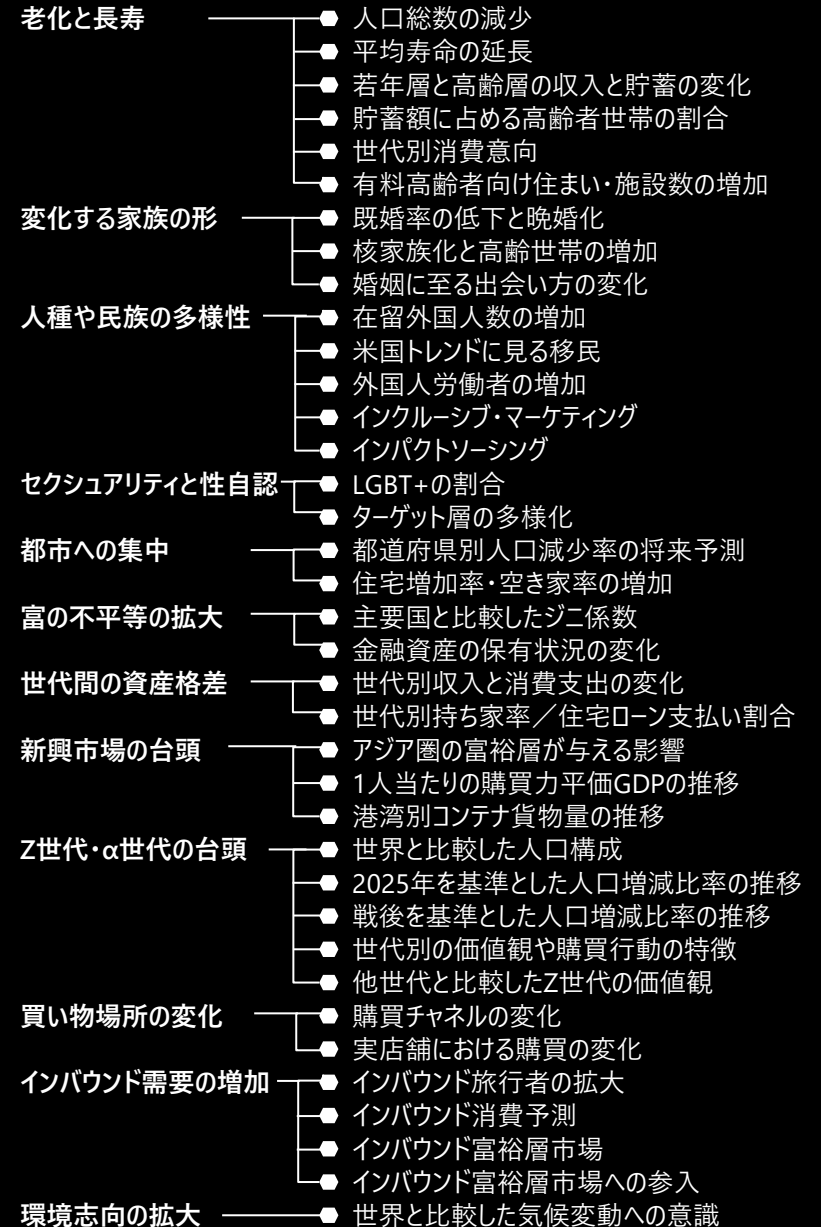 老化と長寿 人口総数の減少
平均寿命の延長
若年層と高齢層の収入と貯蓄の変化
貯蓄額に占める高齢者世帯の割合
世代別消費意向
有料高齢者向け住まい・施設数の増加
変化する家族の形 既婚率の低下と晩婚化
核家族化と高齢世帯の増加
婚姻に至る出会い方の変化
人種や民族の多様性 在留外国人数の増加
米国トレンドに見る移民
外国人労働者の増加
インクルーシブ・マーケティング
インパクトソーシング
セクシュアリティと性自認 LGBT+の割合
ターゲット層の多様化
都市への集中 都道府県別人口減少率の将来予測
住宅増加率・空き家率の増加
富の不平等の拡大 主要国と比較したジニ係数
金融資産の保有状況の変化
世代間の資産格差 世代別収入と消費支出の変化
世代別持ち家率／住宅ローン支払い割合
新興市場の台頭 アジア圏の富裕層が与える影響
1人当たりの購買力平価GDPの推移
港湾別コンテナ貨物量の推移
Z世代・α世代の台頭 世界と比較した人口構成
2025年を基準とした人口増減比率の推移
戦後を基準とした人口増減比率の推移
世代別の価値観や購買行動の特徴
他世代と比較したZ世代の価値観
買い物場所の変化 購買チャネルの変化
実店舗における購買の変化
インバウンド需要の増加 インバウンド旅行者の拡大
インバウンド消費予測
インバウンド富裕層市場
インバウンド富裕層市場への参入
環境志向の拡大 世界と比較した気候変動への意識